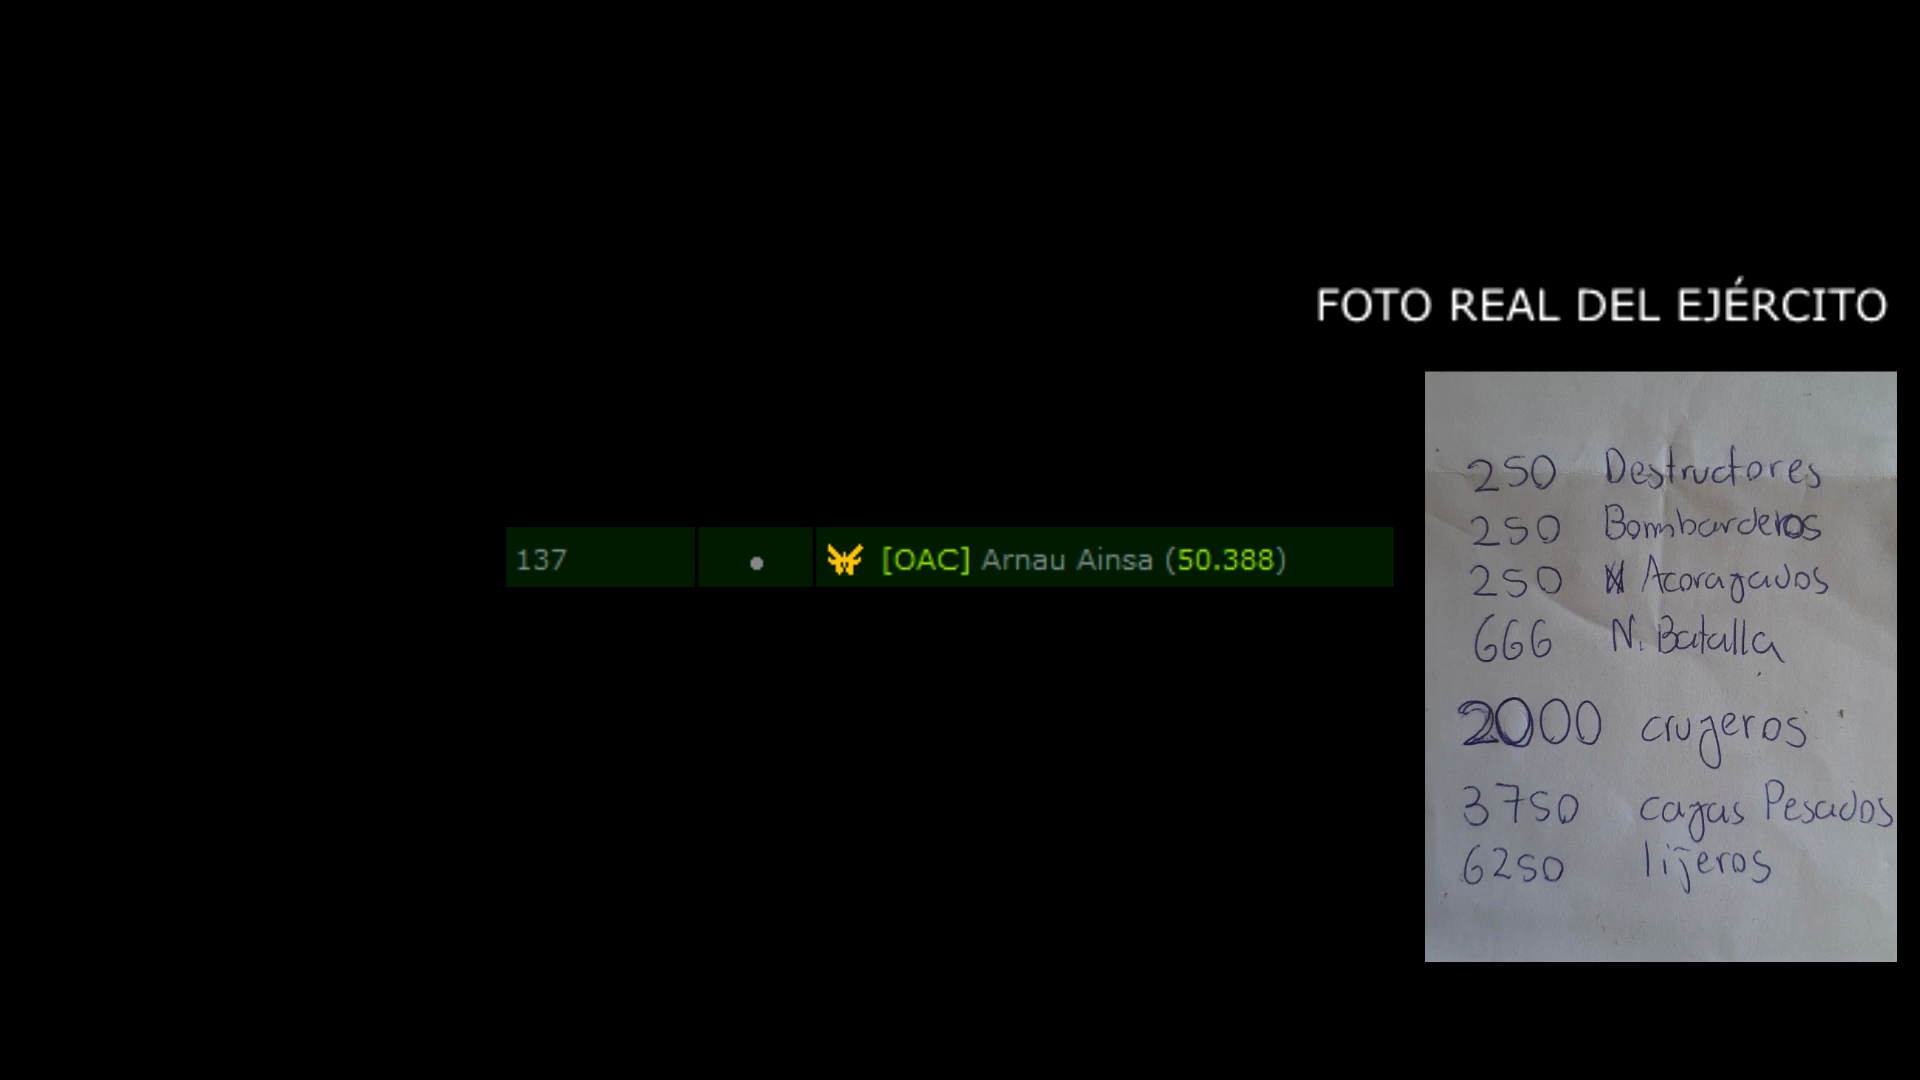 FOTO REAL DEL EJÉRCITO
137 • [OAC] Arnau Ainsa (50.388)
250 Destructores
250 Bombarderos
250 Acorazados
666 N. Batalla
2000 cruzeros
3750 cazas Pesados
6250 lijeros